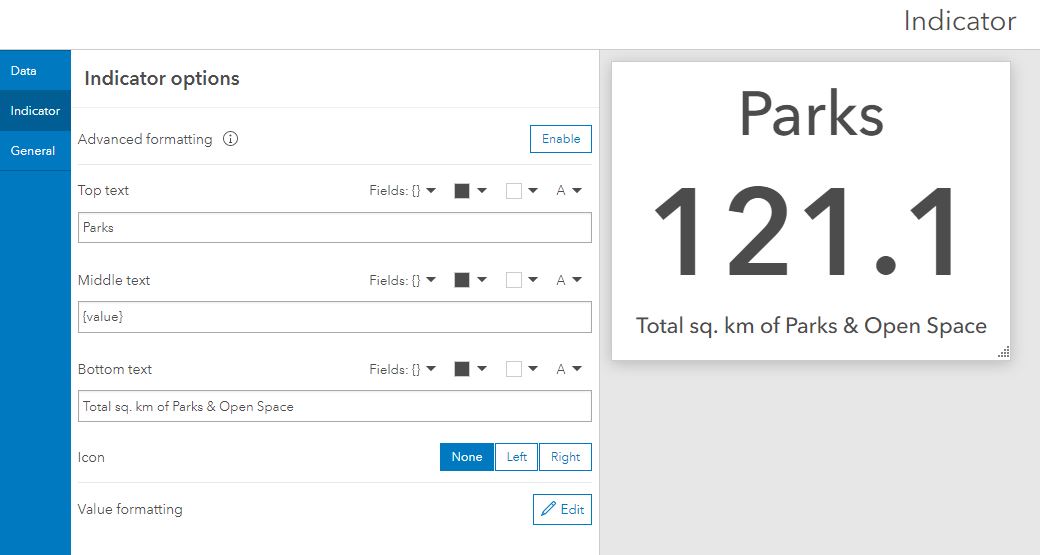 Indicator
Data
Indicator
General
Indicator options
Advanced formatting
Enable
Top text
Fields: {}
A
Parks
Middle text
Fields: {}
A
{value}
Bottom text
Fields: {}
A
Total sq. km of Parks & Open Space
Icon
None
Left
Right
Value formatting
Edit
Parks
121.1
Total sq. km of Parks & Open Space